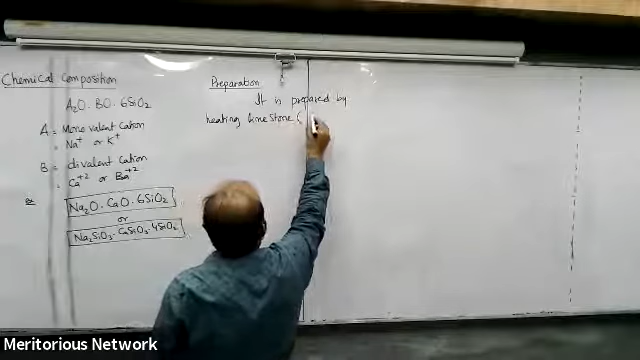 Chemical Composition
A₂O · BO · 6SiO₂
A = Mono valent cation
= Na⁺ or K⁺
B = divalent cation
= Ca⁺² or Ba⁺²
Ex Na₂O · CaO · 6SiO₂
or
Na₂SiO₃ · CaSiO₃ · 4SiO₂
Preparation
It is prepared by
heating lime stone (
Meritorious Network